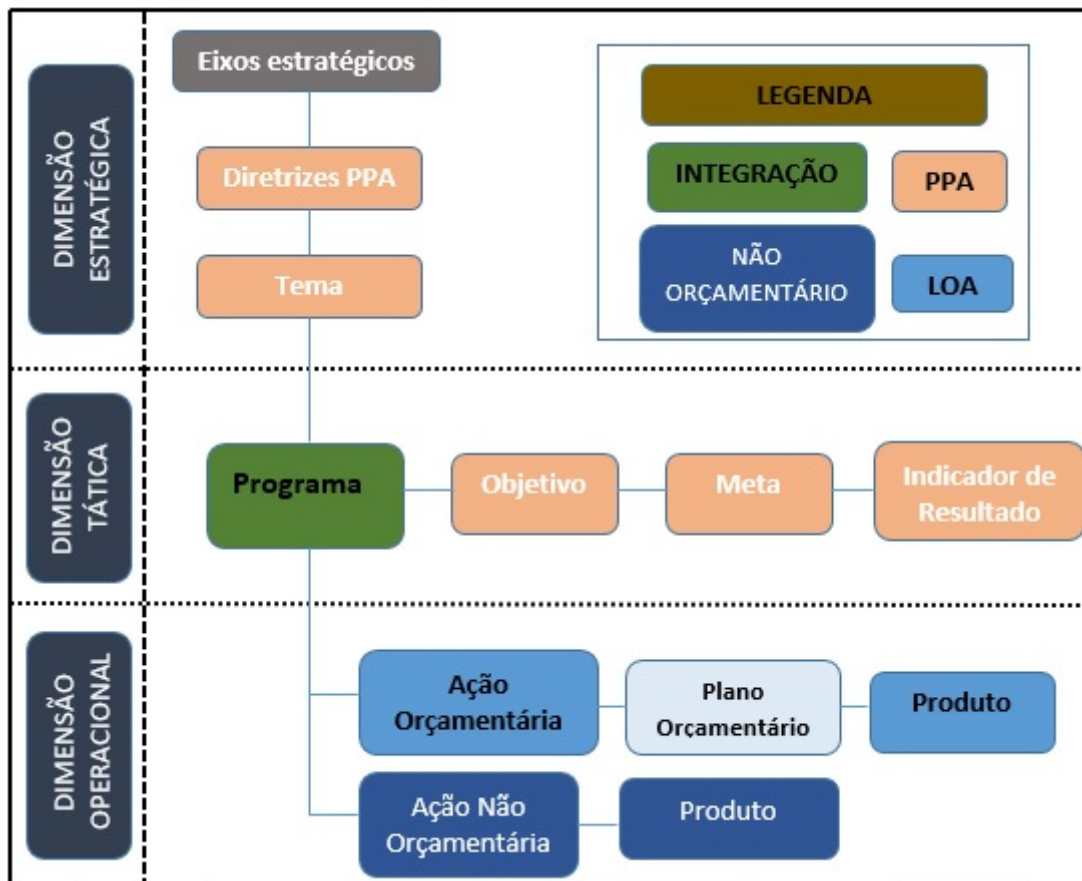 DIMENSÃO
ESTRATÉGICA
Eixos estratégicos
Diretrizes PPA
Tema
LEGENDA
INTEGRAÇÃO
PPA
NÃO
ORÇAMENTÁRIO
LOA
DIMENSÃO
TÁTICA
Programa
Objetivo
Meta
Indicador de
Resultado
DIMENSÃO
OPERACIONAL
Ação
Orçamentária
Plano
Orçamentário
Produto
Ação Não
Orçamentária
Produto